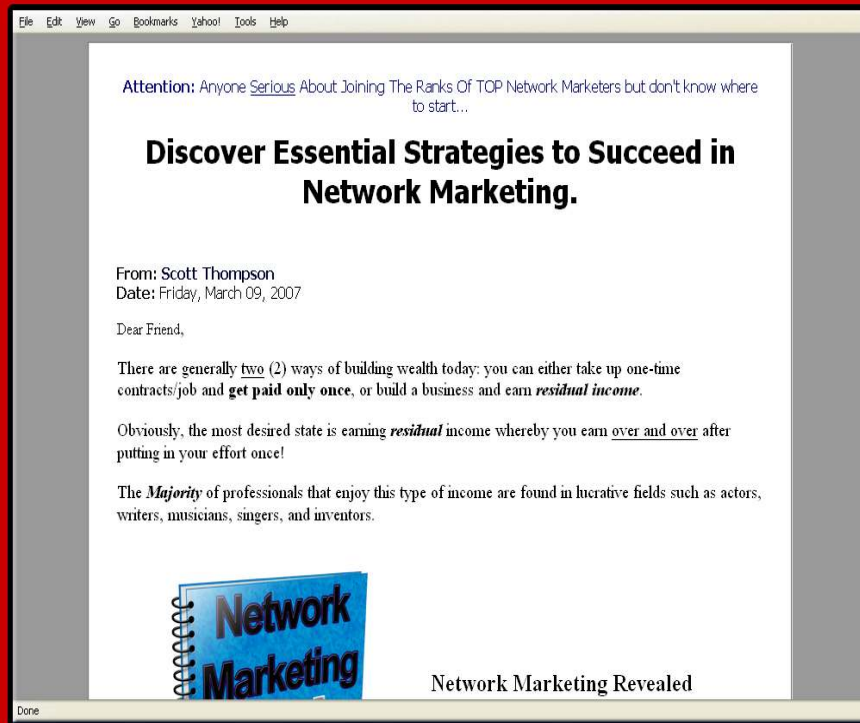 File Edit View Go Bookmarks Yahoo! Tools Help
Attention: Anyone Serious About Joining The Ranks Of TOP Network Marketers but don't know where
to start...
Discover Essential Strategies to Succeed in
Network Marketing.
From: Scott Thompson
Date: Friday, March 09, 2007
Dear Friend,
There are generally two (2) ways of building wealth today: you can either take up one-time
contracts/job and get paid only once, or build a business and earn residual income.
Obviously, the most desired state is earning residual income whereby you earn over and over after
putting in your effort once!
The Majority of professionals that enjoy this type of income are found in lucrative fields such as actors,
writers, musicians, singers, and inventors.
Network
Marketing
Network Marketing Revealed
Done